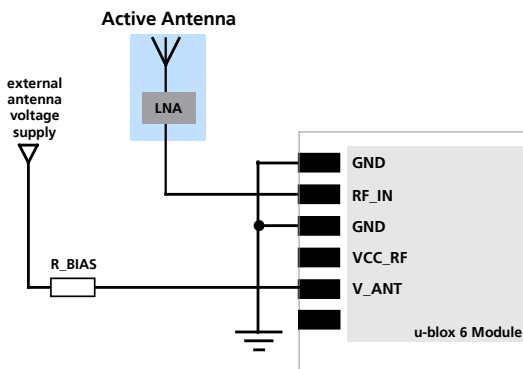 Active Antenna
external
antenna
voltage
supply
LNA
GND
RF_IN
GND
VCC_RF
R_BIAS
V_ANT
u-blox 6 Module